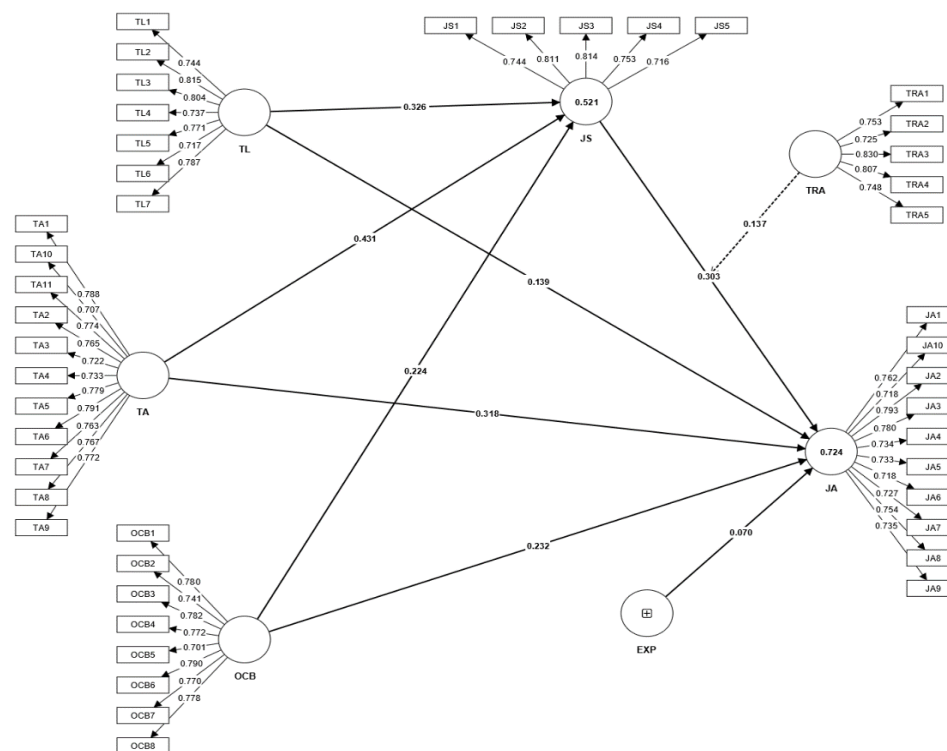 TL1
TL2
TL3
TL4
TL5
TL6
TL7
0.744
0.815
0.804
0.737
0.771
0.717
0.787
TL
JS1
JS2
JS3
JS4
JS5
0.744
0.811
0.814
0.753
0.716
0.521
JS
TRA1
TRA2
TRA3
TRA4
TRA5
0.753
0.725
0.830
0.807
0.748
TRA
0.326
0.137
0.431
0.139
0.303
TA1
TA10
TA11
TA2
TA3
TA4
TA5
TA6
TA7
TA8
TA9
0.788
0.707
0.774
0.765
0.722
0.733
0.779
0.791
0.763
0.767
0.772
TA
0.224
0.318
JA1
JA10
JA2
JA3
JA4
JA5
JA6
JA7
JA8
JA9
0.762
0.718
0.793
0.780
0.734
0.733
0.718
0.727
0.754
0.735
0.724
JA
OCB1
OCB2
OCB3
OCB4
OCB5
OCB6
OCB7
OCB8
0.780
0.741
0.782
0.772
0.701
0.790
0.770
0.778
OCB
0.232
0.070
EXP